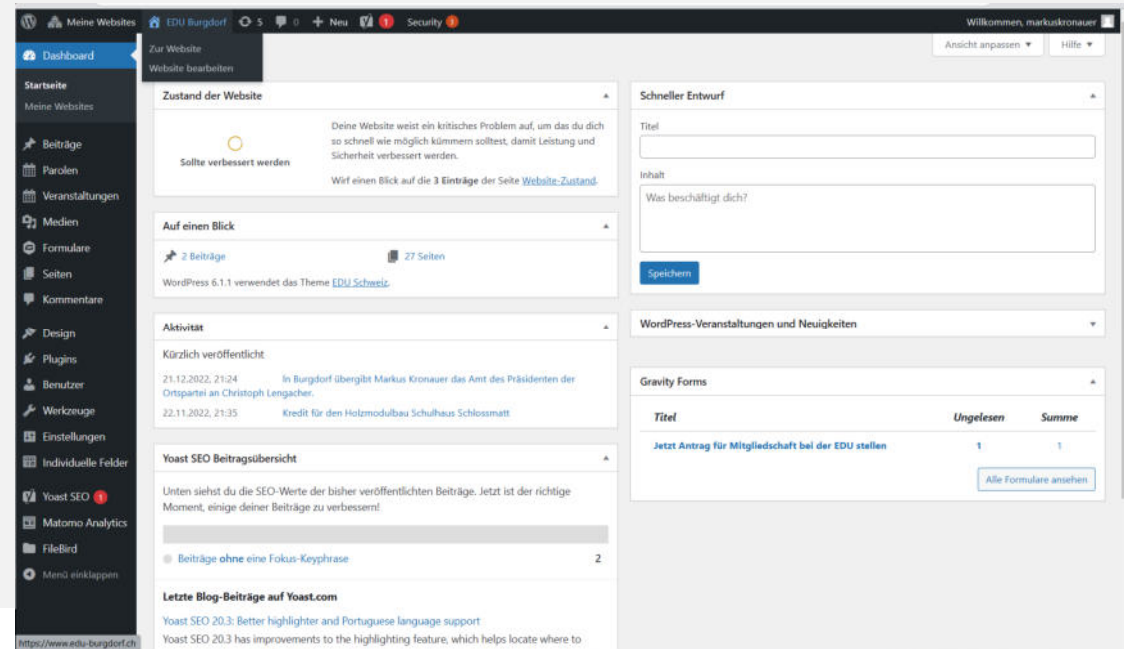 Meine Websites EDU Burgdorf 5 0 + Neu 1 Security Willkommen, markuskronauer
Zur Website
Website bearbeiten
Ansicht anpassen ▼ Hilfe ▼
Dashboard
Startseite
Meine Websites
Beiträge
Parolen
Veranstaltungen
Medien
Formulare
Seiten
Kommentare
Design
Plugins
Benutzer
Werkzeuge
Einstellungen
Individuelle Felder
Yoast SEO 1
Matomo Analytics
FileBird
Menü einklappen
https://www.edu-burgdorf.ch
Zustand der Website
Sollte verbessert werden
Deine Website weist ein kritisches Problem auf, um das du dich
so schnell wie möglich kümmern solltest, damit Leistung und
Sicherheit verbessert werden.
Wirf einen Blick auf die 3 Einträge der Seite Website-Zustand.
Auf einen Blick
2 Beiträge 27 Seiten
WordPress 6.1.1 verwendet das Theme EDU Schweiz.
Aktivität
Kürzlich veröffentlicht
21.12.2022, 21:24 In Burgdorf übergibt Markus Kronauer das Amt des Präsidenten der
Ortspartei an Christoph Lengacher.
22.11.2022, 21:35 Kredit für den Holzmodulbau Schulhaus Schlossmatt
Yoast SEO Beitragsübersicht
Unten siehst du die SEO-Werte der bisher veröffentlichten Beiträge. Jetzt ist der richtige
Moment, einige deiner Beiträge zu verbessern!
Beiträge ohne eine Fokus-Keyphrase 2
Letzte Blog-Beiträge auf Yoast.com
Yoast SEO 20.3: Better highlighter and Portuguese language support
Yoast SEO 20.3 has improvements to the highlighting feature, which helps locate where to
Schneller Entwurf
Titel
Inhalt
Was beschäftigt dich?
Speichern
WordPress-Veranstaltungen und Neuigkeiten
Gravity Forms
Titel Ungelesen Summe
Jetzt Antrag für Mitgliedschaft bei der EDU stellen 1 1
Alle Formulare ansehen